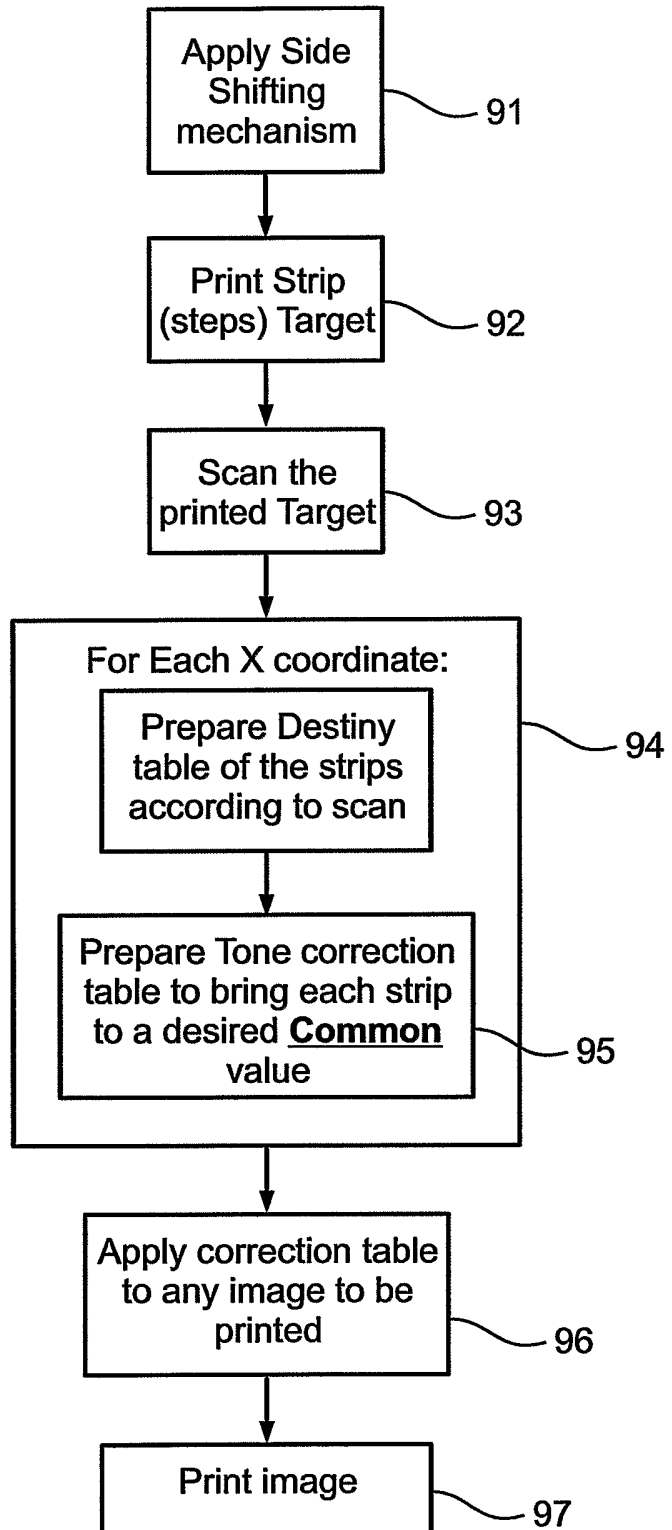 Apply Side
Shifting
mechanism
91
Print Strip
(steps) Target
92
Scan the
printed Target
93
For Each X coordinate:
Prepare Destiny
table of the strips
according to scan
94
Prepare Tone correction
table to bring each strip
to a desired Common
value
95
Apply correction table
to any image to be
printed
96
Print image
97